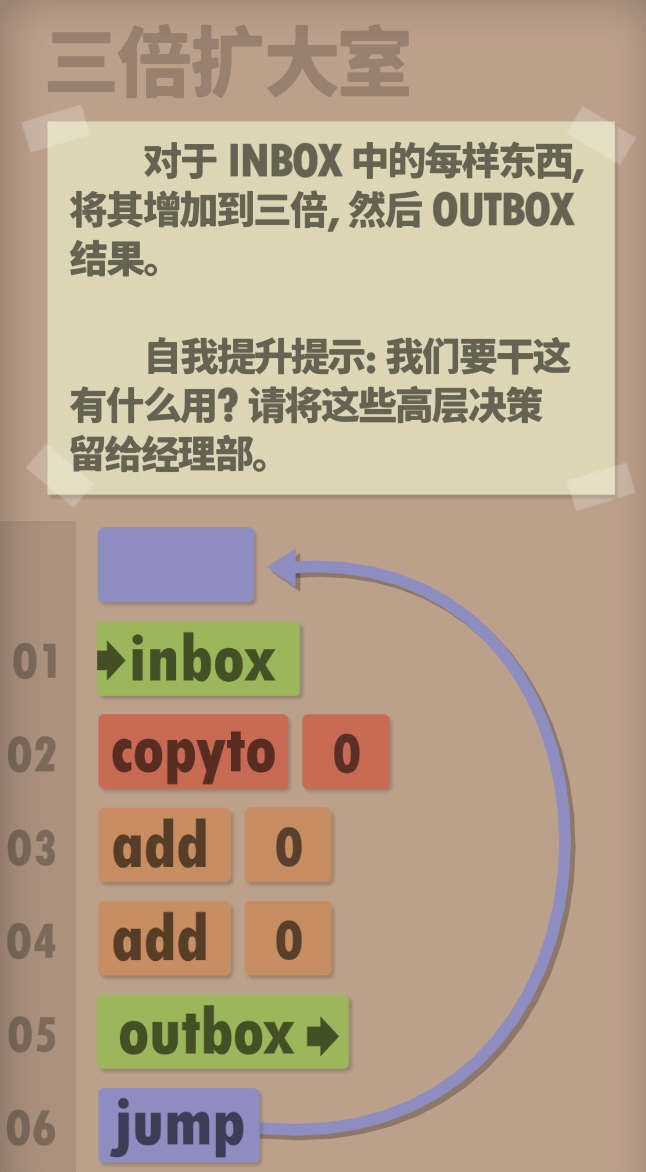 三倍扩大室
对于 INBOX 中的每样东西,
将其增加到三倍, 然后 OUTBOX
结果。
自我提升提示: 我们要干这
有什么用? 请将这些高层决策
留给经理部。
01 inbox
02 copyto 0
03 add 0
04 add 0
05 outbox
06 jump